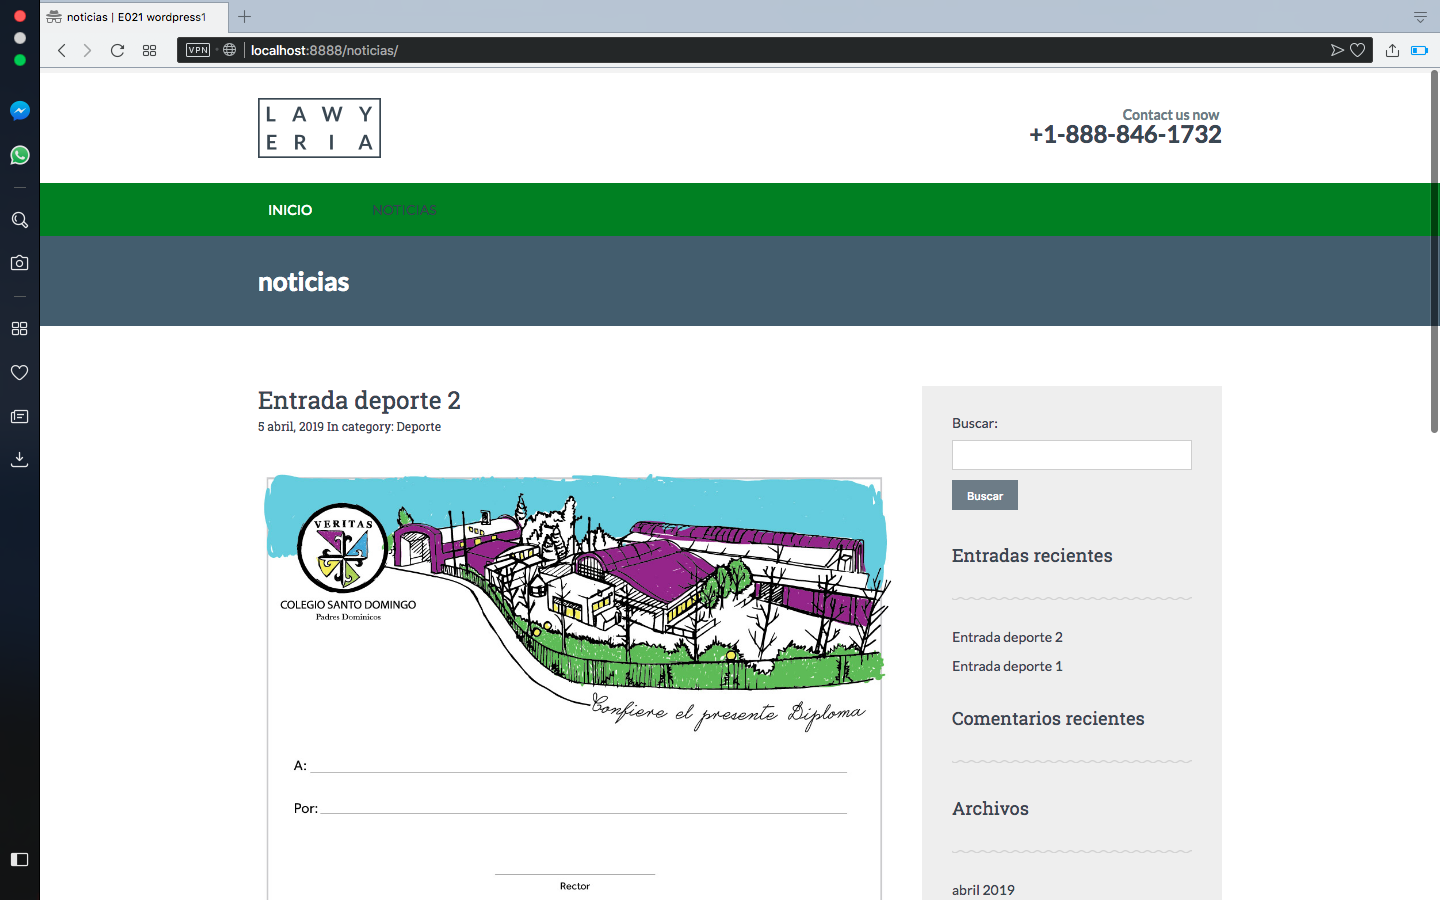 noticias | E021 wordpress1
VPN
localhost:8888/noticias/
LAWY
ERIA
Contact us now
+1-888-846-1732
INICIO
NOTICIAS
noticias
Entrada deporte 2
5 abril, 2019 In category: Deporte
VERITAS
COLEGIO SANTO DOMINGO
Padres Dominicos
Confiere el presente Diploma
A:
Por:
Rector
Buscar:
Buscar
Entradas recientes
Entrada deporte 2
Entrada deporte 1
Comentarios recientes
Archivos
abril 2019